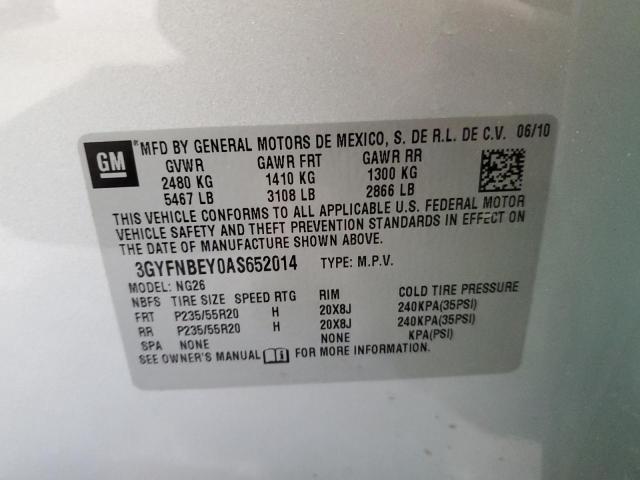 GM
MFD BY GENERAL MOTORS DE MEXICO, S. DE R.L. DE C.V. 06/10
GVWR GAWR FRT GAWR RR
2480 KG 1410 KG 1300 KG
5467 LB 3108 LB 2866 LB
THIS VEHICLE CONFORMS TO ALL APPLICABLE U.S. FEDERAL MOTOR
VEHICLE SAFETY AND THEFT PREVENTION STANDARDS IN EFFECT ON
THE DATE OF MANUFACTURE SHOWN ABOVE.
3GYFNBEY0AS652014 TYPE: M.P.V.
MODEL: NG26
NBFS TIRE SIZE SPEED RTG RIM COLD TIRE PRESSURE
FRT P235/55R20 H 20X8J 240KPA(35PSI)
RR P235/55R20 H 20X8J 240KPA(35PSI)
SPA NONE NONE KPA(PSI)
SEE OWNER'S MANUAL FOR MORE INFORMATION.